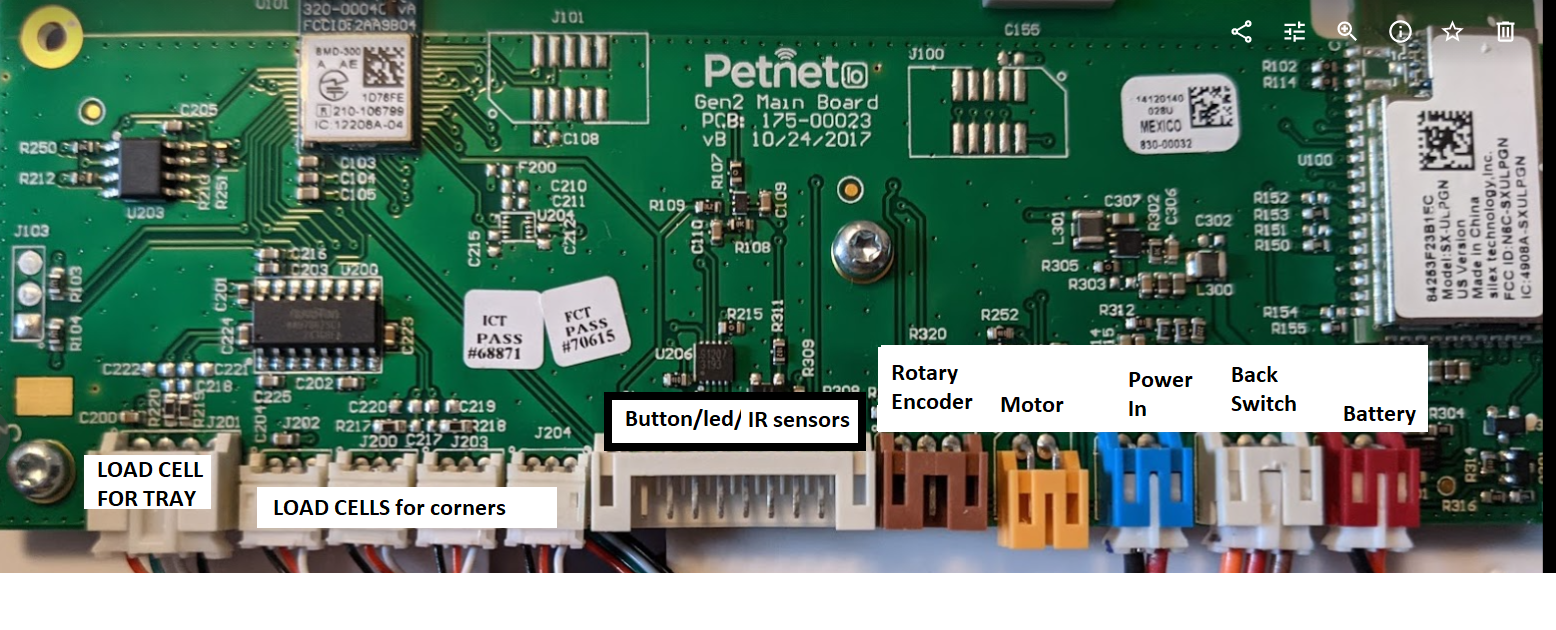 U101
320-0004
FCC ID: 2AA9B04
BMD-300
A AE
1D76FE
R 210-106799
IC: 12208A-04
J101
C108
Petnet io
Gen2 Main Board
PCB: 175-00023
vB 10/24/2017
C155
J100
14120140
028U
MEXICO
830-00032
R102
R114
U100
84253F23B1EC
Model: SX-ULPGN
US Version
Made in China
silex technology,Inc.
FCC ID:N6C-SXULPGN
IC:4908A-SXULPGN
C205
R250
R212
U203
R210
R251
C103
C104
C105
F200
C210
C211
U204
C212
C215
R107
R109
C109
C110
R108
C307
R302
C306
C302
L301
R305
R303
L300
R312
R152
R153
R151
R150
R154
R155
J103
R103
R104
C216
C203
U200
C201
C224
C223
C222
C221
C218
C225
C202
C200
R220
R219
J201
C204
J202
C220
C219
R217
R218
J200
C217
J203
J204
ICT
PASS
#68871
FCT
PASS
#70615
R215
U206
R311
R309
R308
R320
R252
R304
R314
R316
LOAD CELL
FOR TRAY
LOAD CELLS for corners
Button/led/ IR sensors
Rotary
Encoder
Motor
Power
In
Back
Switch
Battery